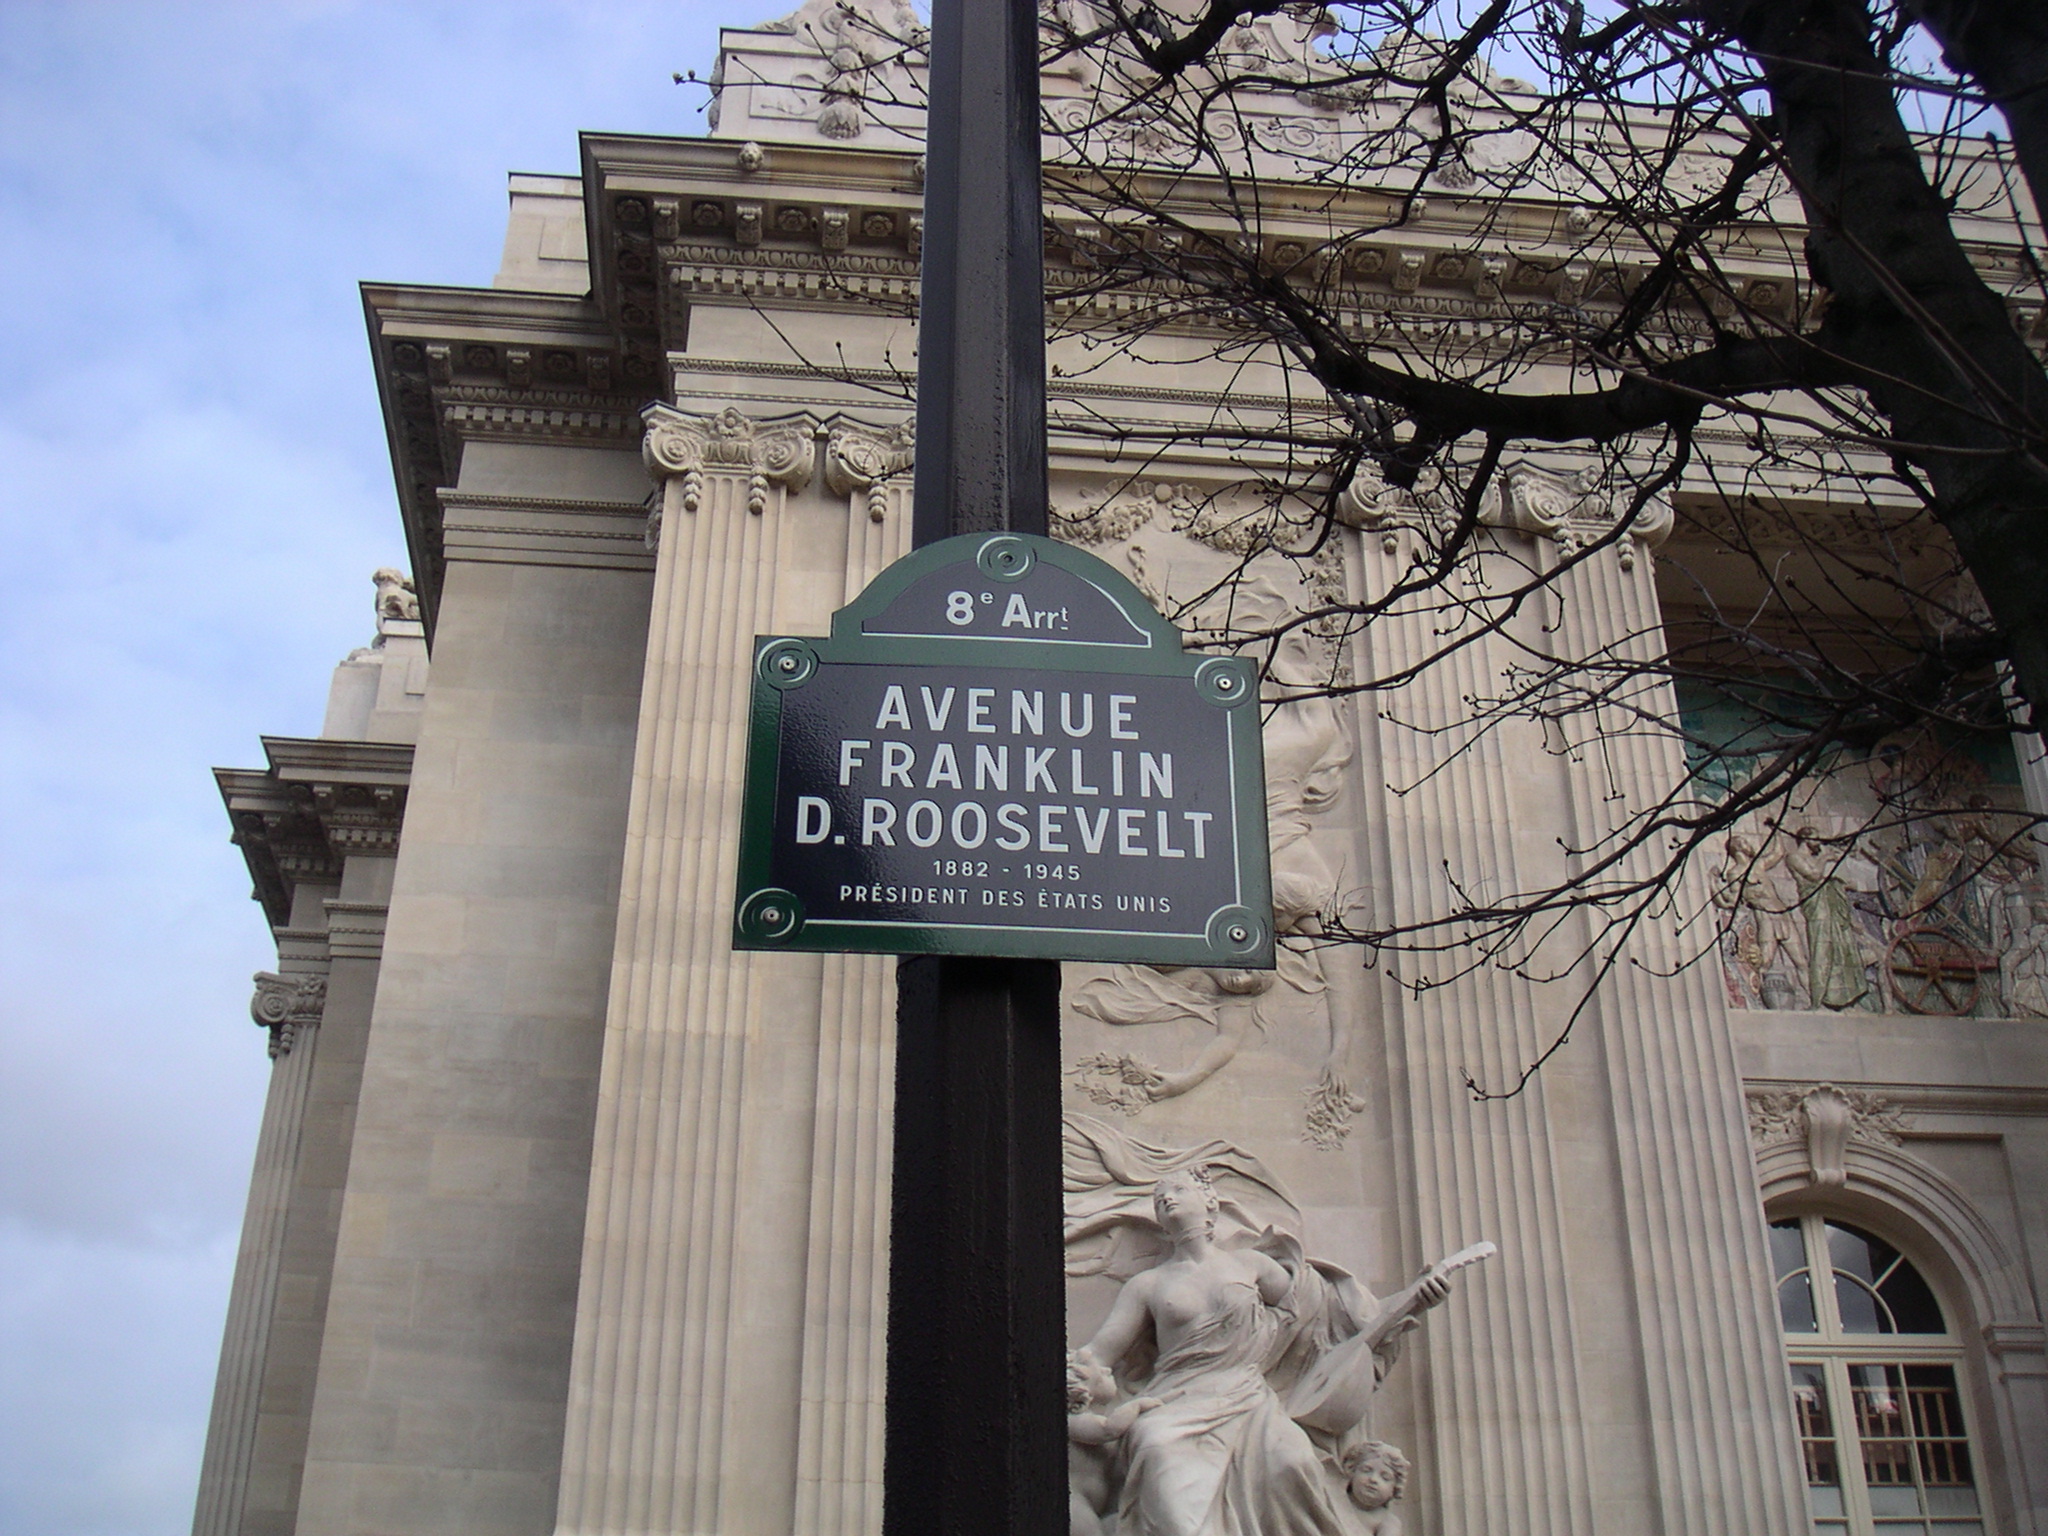 8e Arrt
AVENUE
FRANKLIN
D. ROOSEVELT
1882 - 1945
PRÉSIDENT DES ÉTATS UNIS